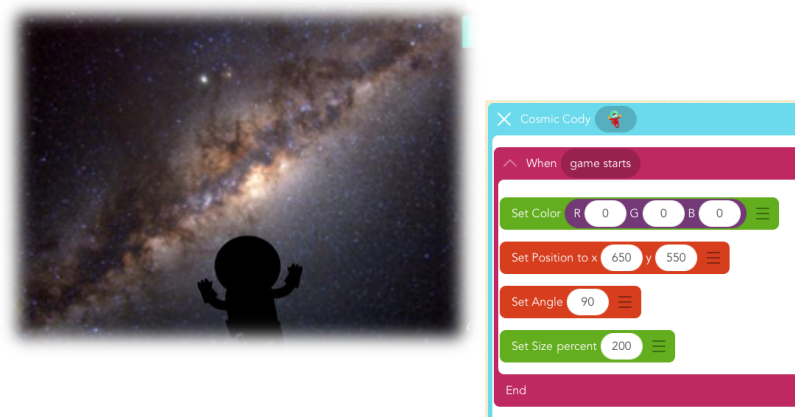 Cosmic Cody
When game starts
Set Color R 0 G 0 B 0
Set Position to x 650 y 550
Set Angle 90
Set Size percent 200
End